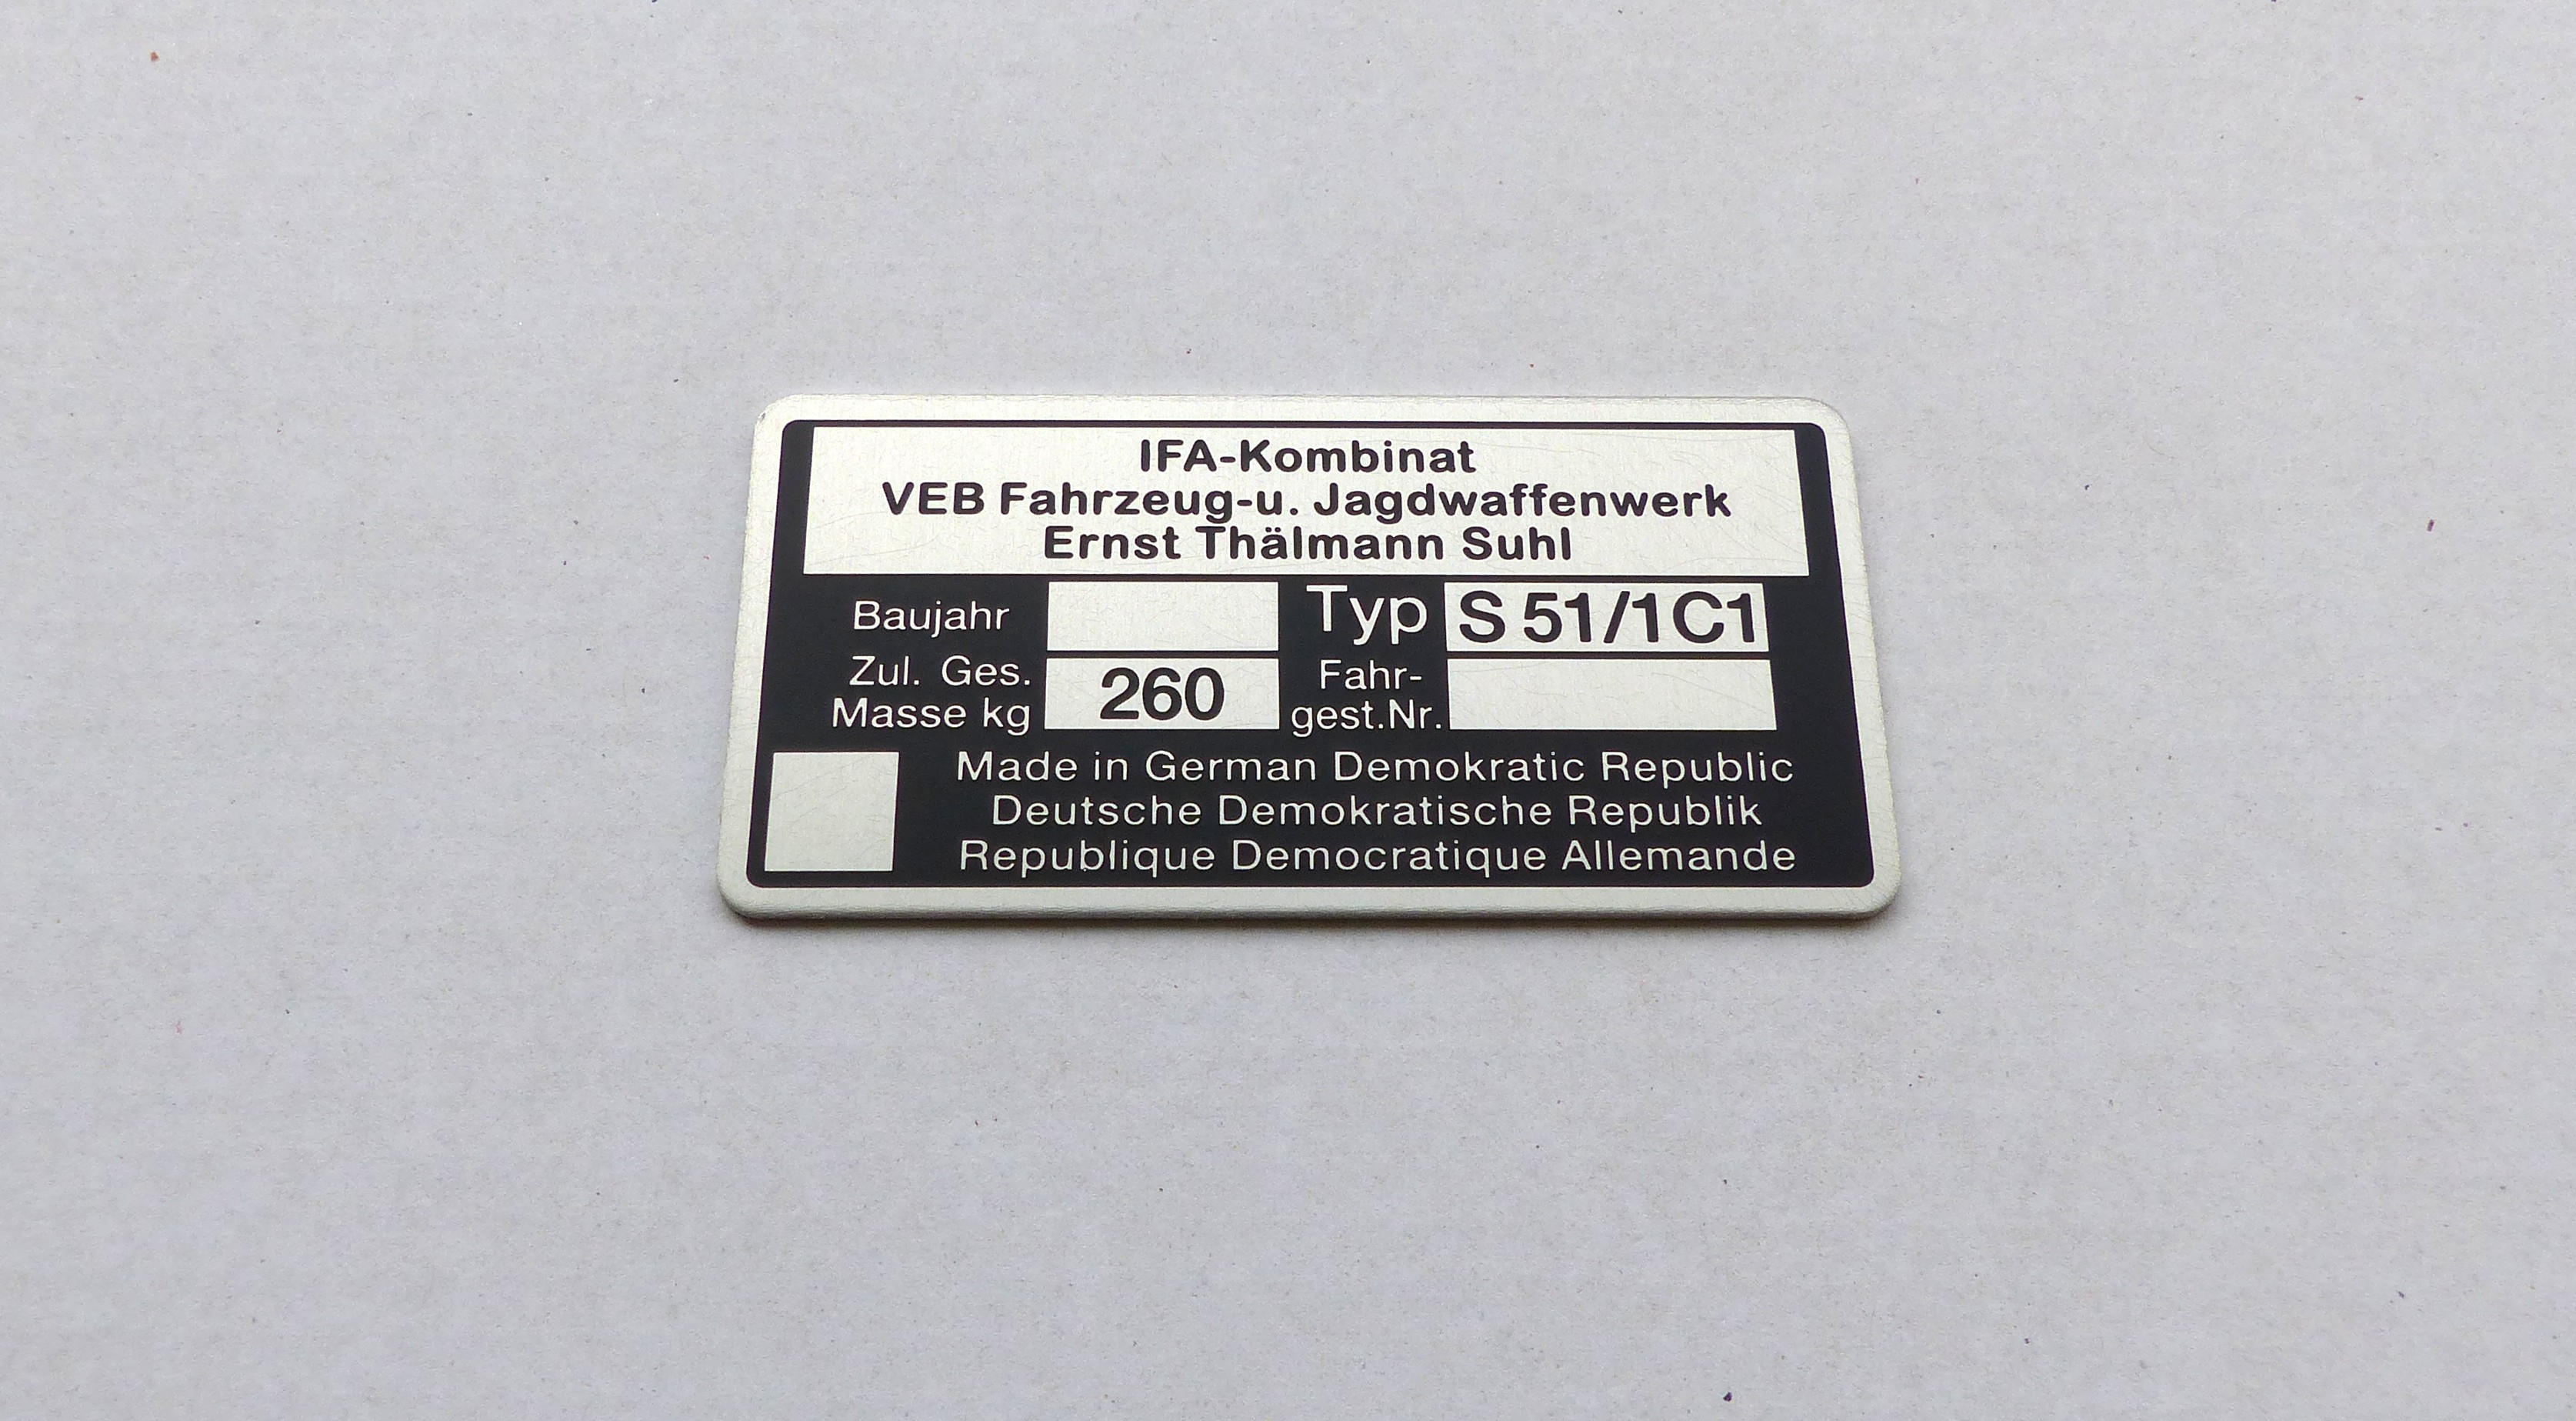 IFA-Kombinat
VEB Fahrzeug-u. Jagdwaffenwerk
Ernst Thälmann Suhl
Baujahr Typ S 51/1C1
Zul. Ges. Masse kg 260 Fahr-
gest.Nr.
Made in German Demokratic Republic
Deutsche Demokratische Republik
Republique Democratique Allemande